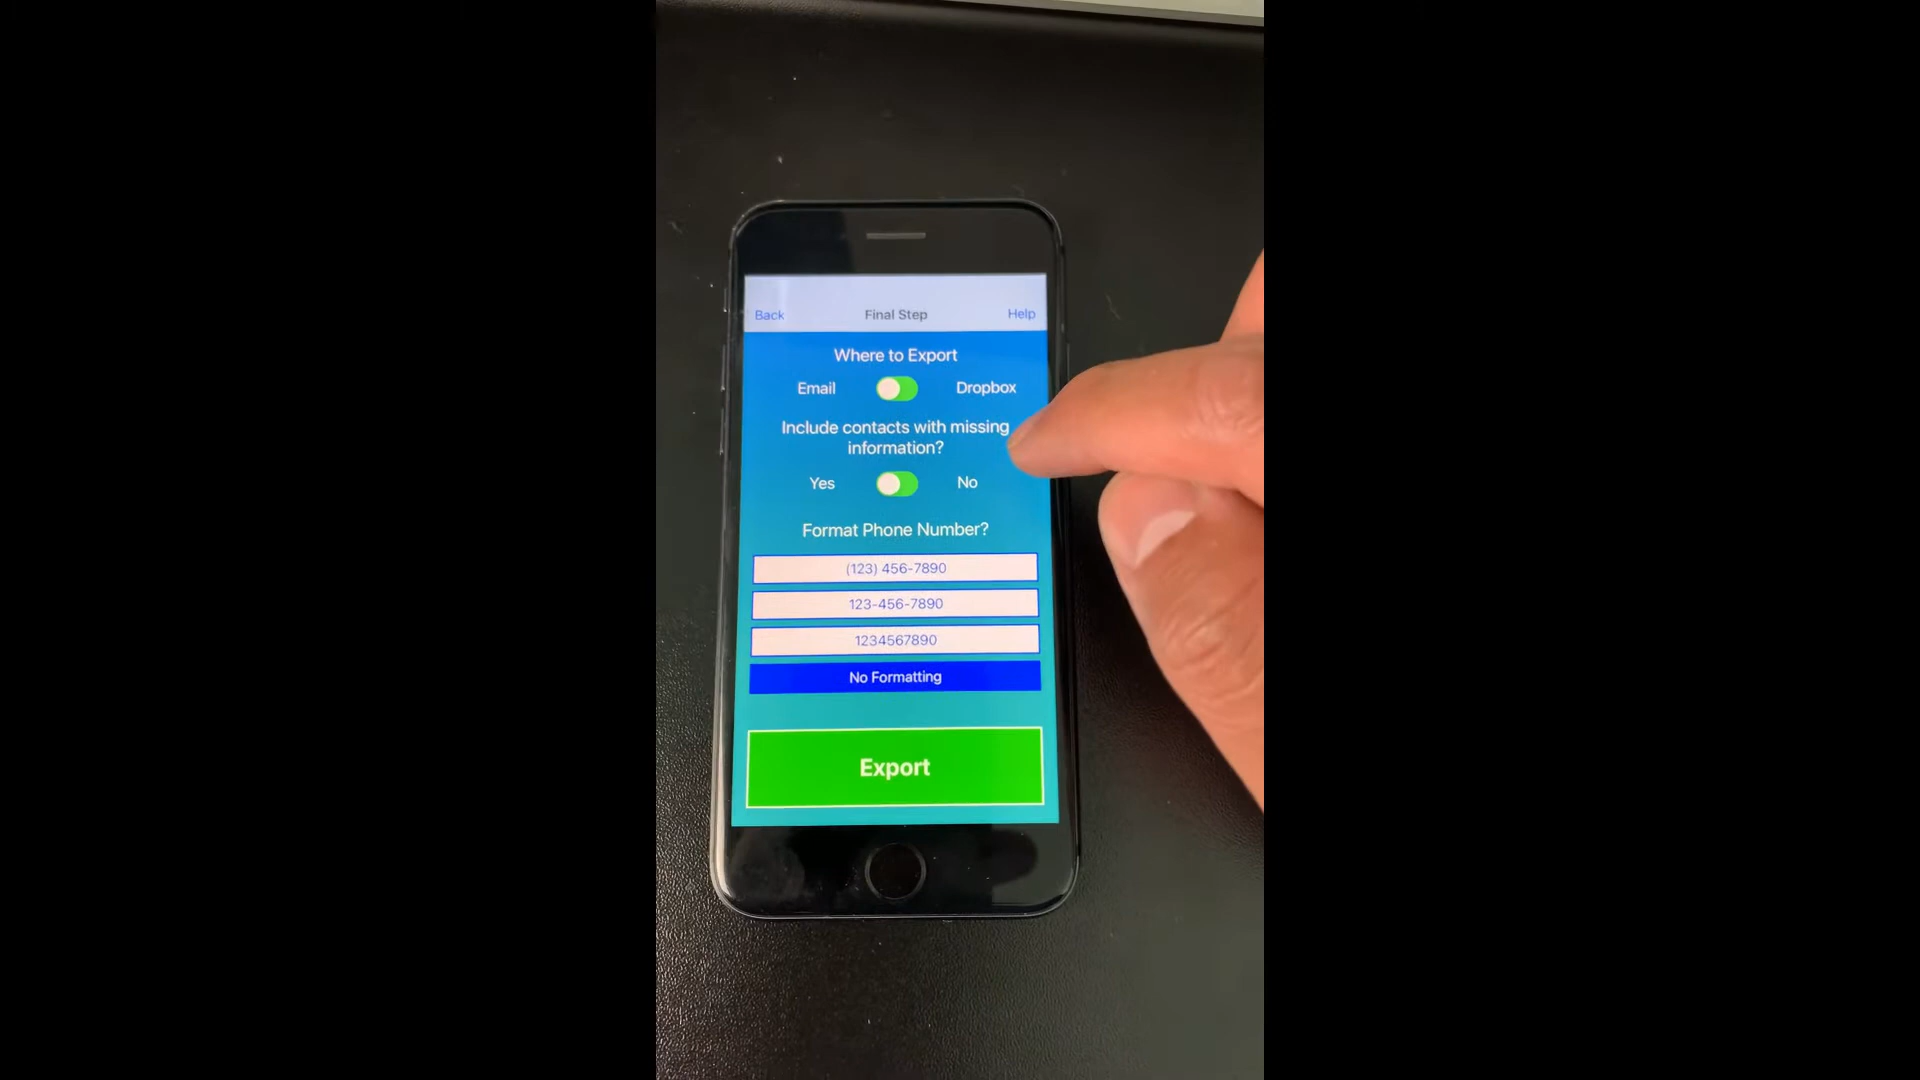 Back Final Step Help
Where to Export
Email Dropbox
Include contacts with missing
information?
Yes No
Format Phone Number?
(123) 456-7890
123-456-7890
1234567890
No Formatting
Export